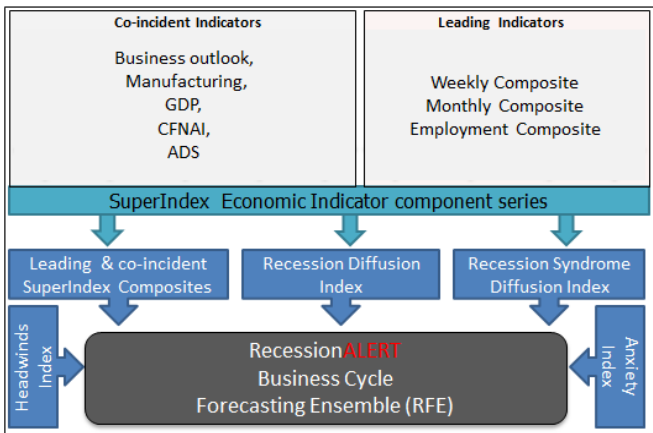 Co-incident Indicators
Business outlook,
Manufacturing,
GDP,
CFNAI,
ADS
Leading Indicators
Weekly Composite
Monthly Composite
Employment Composite
SuperIndex Economic Indicator component series
Leading & co-incident
SuperIndex Composites
Recession Diffusion
Index
Recession Syndrome
Diffusion Index
Headwinds
Index
RecessionALERT
Business Cycle
Forecasting Ensemble (RFE)
Anxiety
Index